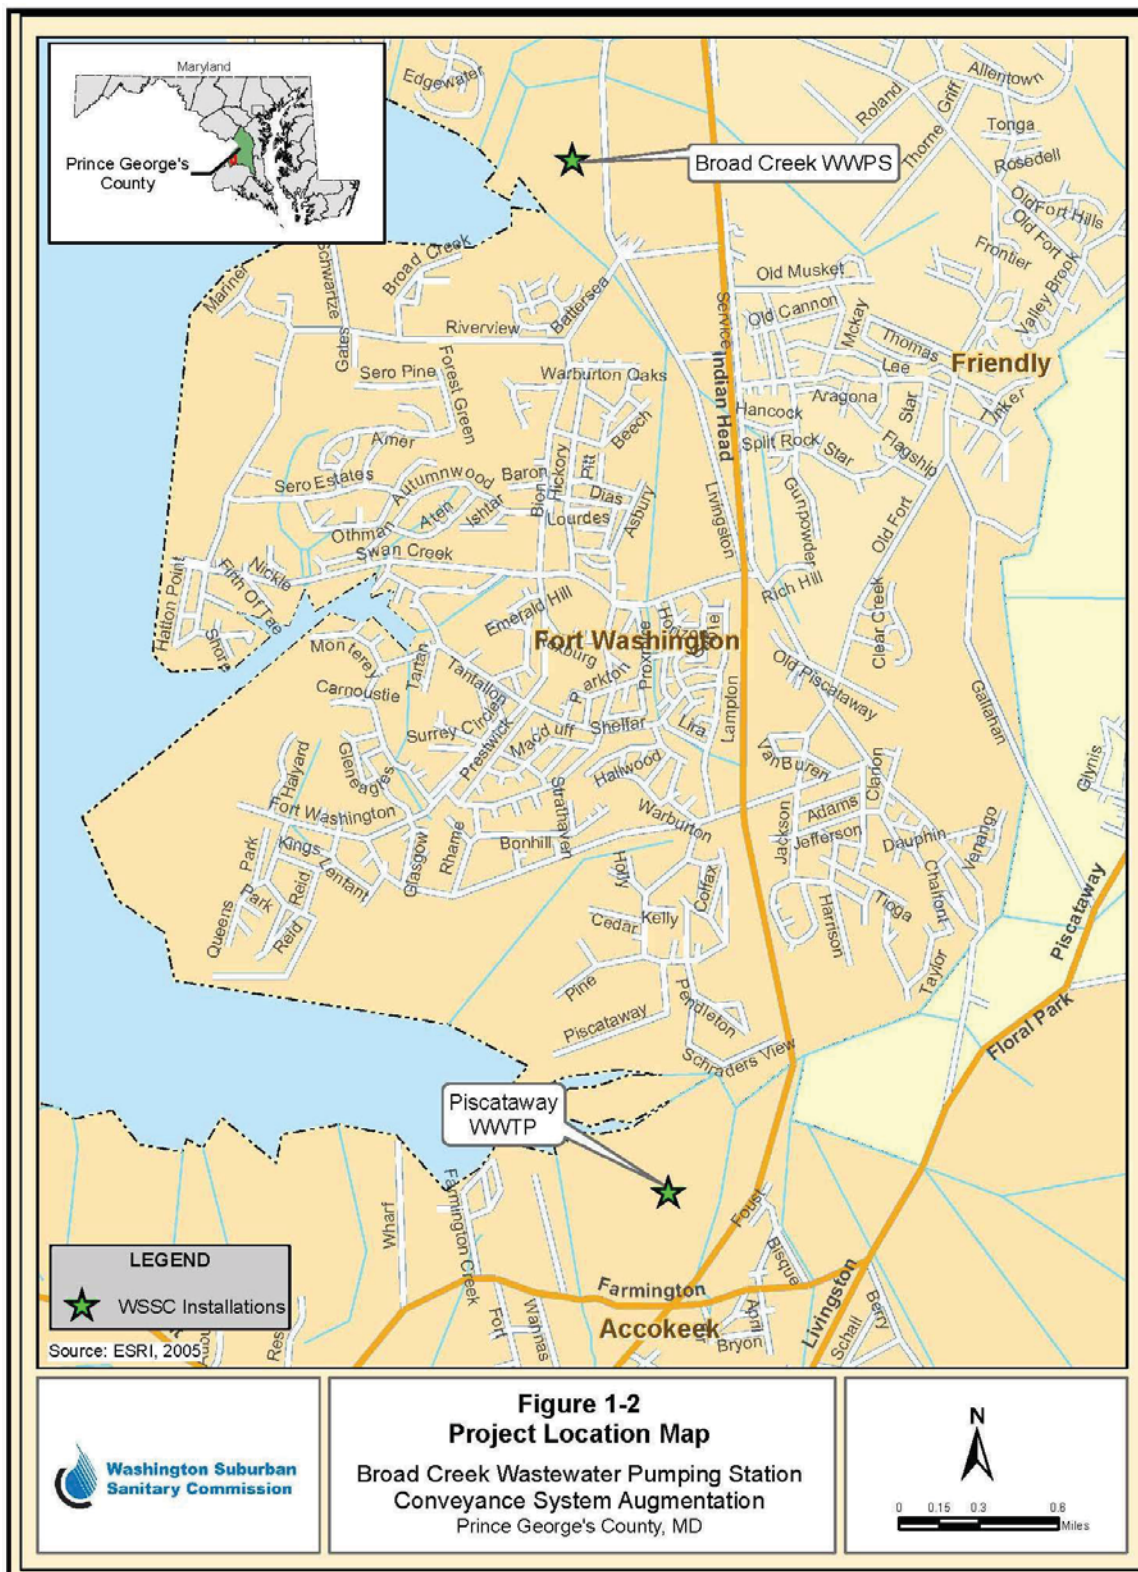 Maryland
Prince George's
County
Edgewater
Allentown
Roland
Griff
Thorne
Tonga
Rosedell
Broad Creek WWPS
OldFort Hills
Old Fort
Frontier
Valley Brook
Schwartze
Broad Creek
Mariner
Battersea
Old Musket
Old Cannon
Mckay
Service
Riverview
Gates
Thomas
Friendly
Lee
Indian Head
Sero Pine
Forest Green
Warburton Oaks
Aragona
Star
Tinker
Hancock
Beech
Amer
Split Rock
Star
Flagship
Pitt
Hickory
Baron
Sero Estates
Autumnwood
Bion
Dias
Asbury
Livingston
Gunpowder
Ishtar
Aten
Lourdes
Othman
Swan Creek
Old Fort
Nickle
Firth Of Tae
Hatton Point
Shore
Rich Hill
Clear Creek
Emerald Hill
Fort Washington
Monterey
Tartan
Proxmire
Parkton
Old Piscataway
Tantallon
Carnoustie
Lampton
Gallahan
Surrey Circle
Prestwick
Macduff
Shelfar
Lira
Halyard
Gleneagles
Hallwood
VanBuren
Clarion
Glynis
Strathaven
Fort Washington
Warburton
Adams
Jackson
Jefferson
Dauphin
Venango
Park
Kings
Lenfant
Glasgow
Rhame
Bonhill
Holly
Colfax
Chalfont
Piscataway
Queens
Park
Reid
Reid
Cedar
Kelly
Harrison
Tioga
Taylor
Pine
Pendleton
Piscataway
Schraders View
Floral Park
Piscataway
WWTP
Wharf
Farmington Creek
Foust
Bisque
Farmington
Livingston
Berry
LEGEND
WSSC Installations
Fort
Wannas
Accokeek
April
Bryon
Schall
Source: ESRI, 2005
Washington Suburban
Sanitary Commission
Figure 1-2
Project Location Map
Broad Creek Wastewater Pumping Station
Conveyance System Augmentation
Prince George's County, MD
N
0 0.15 0.3 0.6
Miles